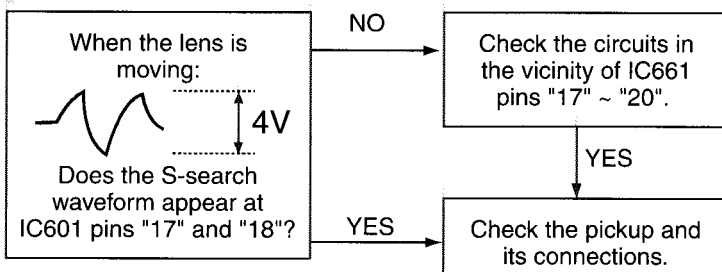 When the lens is
moving:
4V
Does the S-search
waveform appear at
IC601 pins "17" and "18"?
NO
Check the circuits in
the vicinity of IC661
pins "17" ~ "20".
YES
YES
Check the pickup and
its connections.